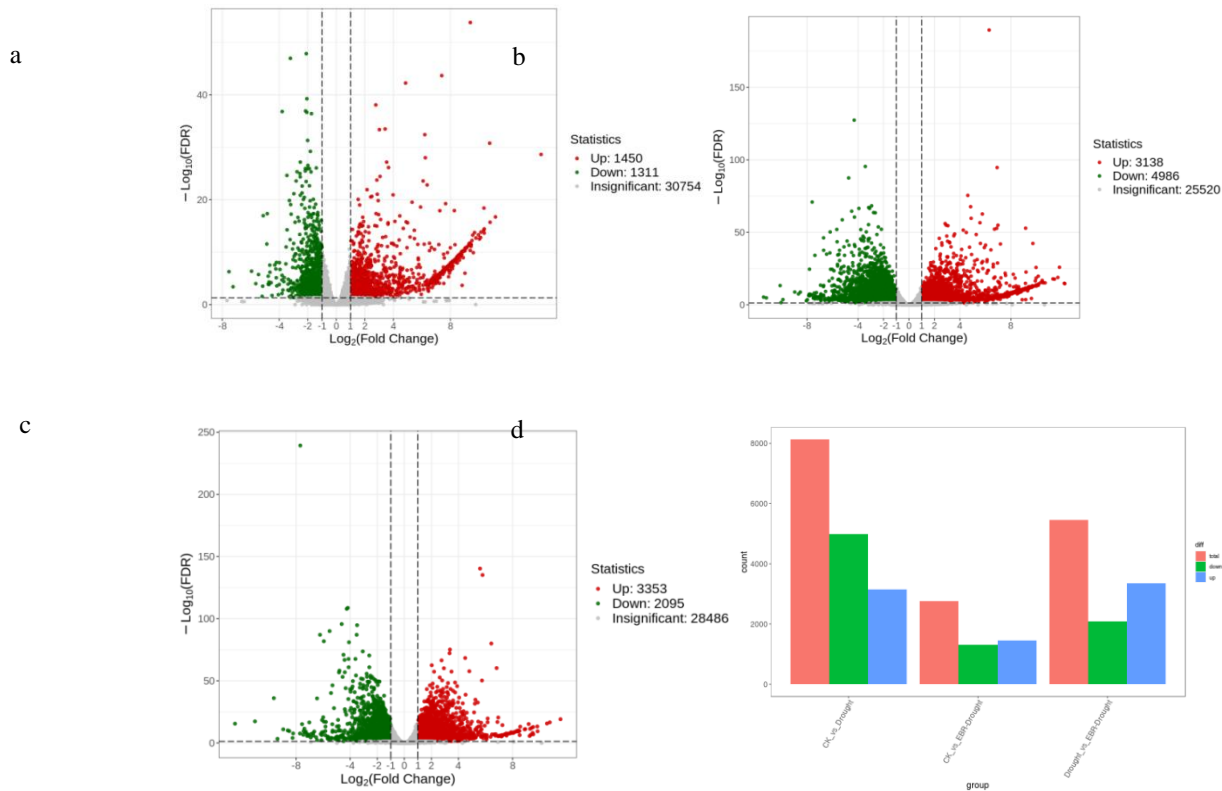 a
− Log10(FDR)
40
20
0
-8
-4
-2
-1
0
1
2
4
8
Log2(Fold Change)
Statistics
Up: 1450
Down: 1311
Insignificant: 30754
b
− Log10(FDR)
150
100
50
0
-8
-4
-2
-1
0
1
2
4
8
Log2(Fold Change)
Statistics
Up: 3138
Down: 4986
Insignificant: 25520
c
− Log10(FDR)
250
200
150
100
50
0
-8
-4
-2
-1
0
1
2
4
8
Log2(Fold Change)
Statistics
Up: 3353
Down: 2095
Insignificant: 28486
d
count
8000
6000
4000
2000
0
CK_vs_Drought
CK_vs_EBR-Drought
Drought_vs_EBR-Drought
group
diff
total
down
up